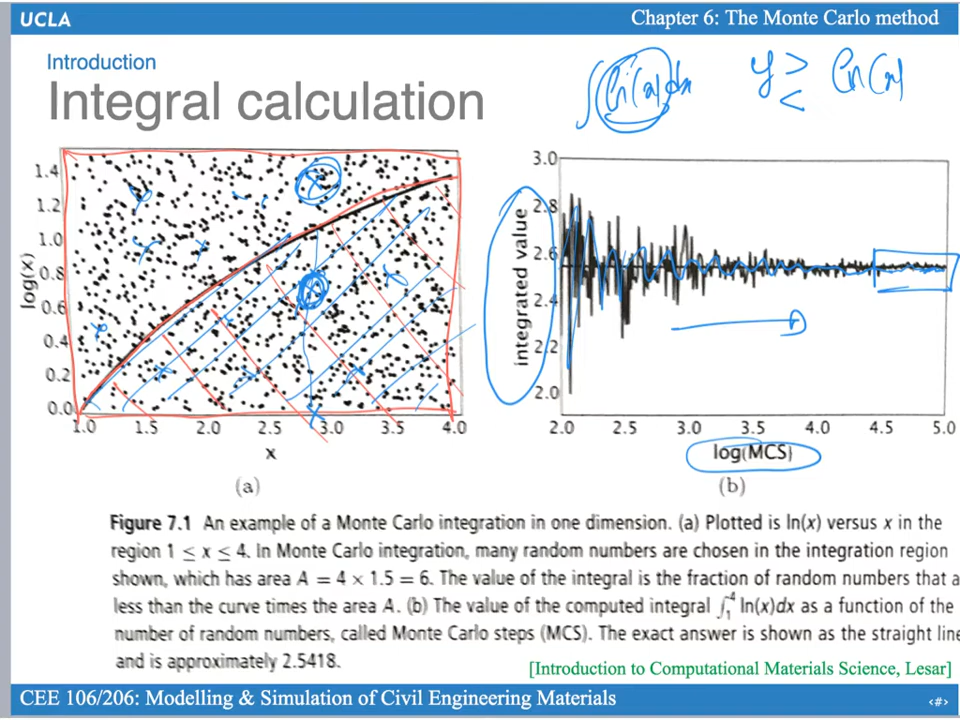 UCLA
Chapter 6: The Monte Carlo method
Introduction
Integral calculation
∫ ln(x)dx
y > ln(x)
<
1.4
1.2
1.0
0.8
0.6
0.4
0.2
0.0
log(x)
1.0 1.5 2.0 2.5 3.0 3.5 4.0
x
(a)
3.0
2.8
2.6
2.4
2.2
2.0
integrated value
2.0 2.5 3.0 3.5 4.0 4.5 5.0
log(MCS)
(b)
Figure 7.1 An example of a Monte Carlo integration in one dimension. (a) Plotted is ln(x) versus x in the
region 1 ≤ x ≤ 4. In Monte Carlo integration, many random numbers are chosen in the integration region
shown, which has area A = 4 × 1.5 = 6. The value of the integral is the fraction of random numbers that a
less than the curve times the area A. (b) The value of the computed integral ∫₁⁴ ln(x)dx as a function of the
number of random numbers, called Monte Carlo steps (MCS). The exact answer is shown as the straight line
and is approximately 2.5418.
[Introduction to Computational Materials Science, Lesar]
CEE 106/206: Modelling & Simulation of Civil Engineering Materials
‹#›